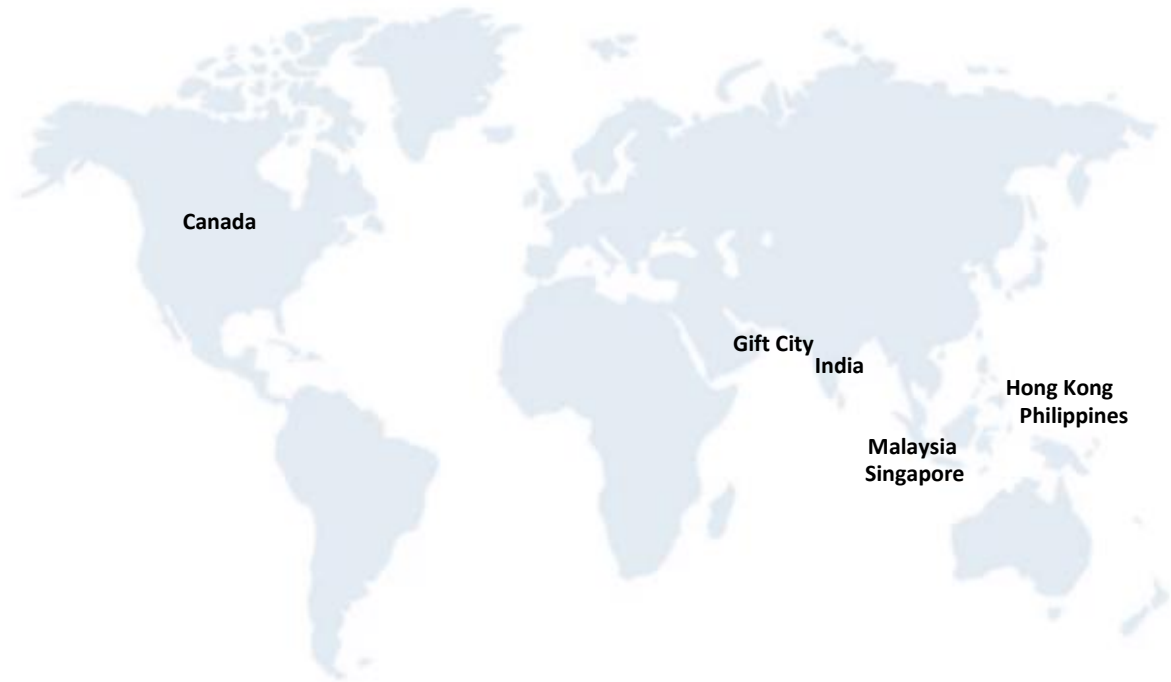 Canada
Gift City
India
Hong Kong
Philippines
Malaysia
Singapore